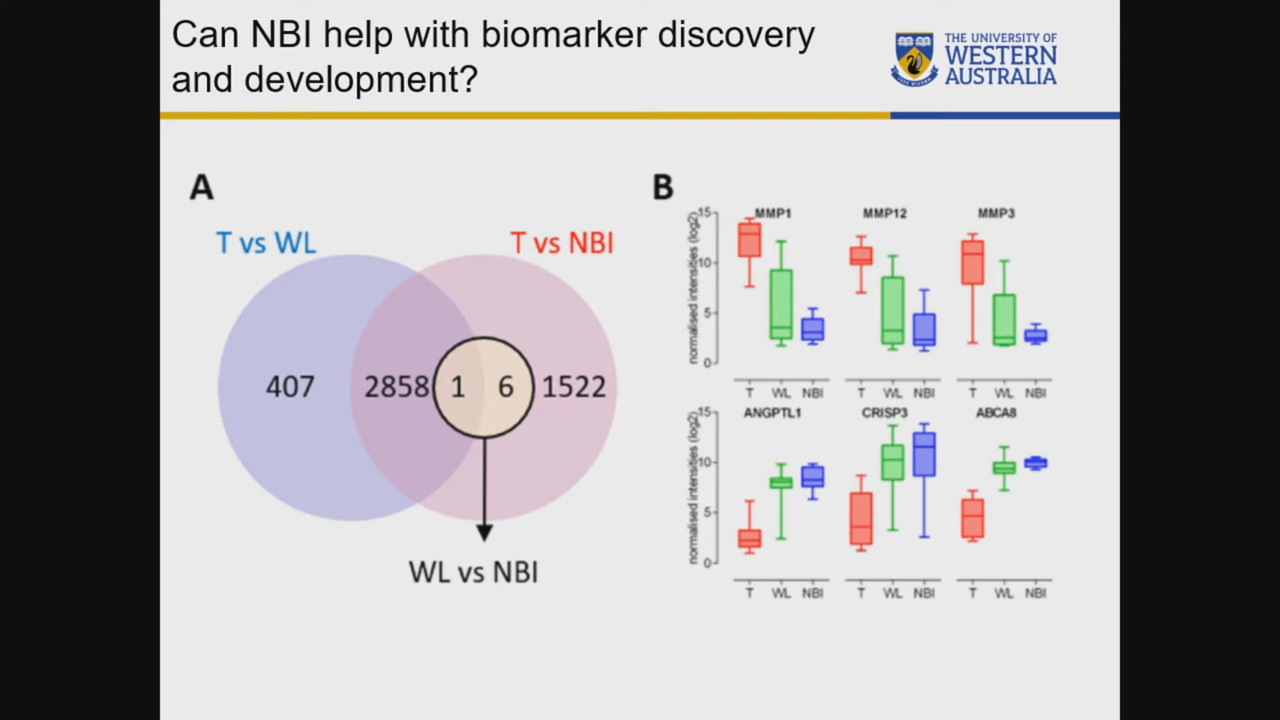 Can NBI help with biomarker discovery
and development?
THE UNIVERSITY OF
WESTERN
AUSTRALIA
A
T vs WL
T vs NBI
407
2858
1
6
1522
WL vs NBI
B
normalised intensities (log2)
15
10
5
0
MMP1
T WL NBI
MMP12
T WL NBI
MMP3
T WL NBI
normalised intensities (log2)
15
10
5
0
ANGPTL1
T WL NBI
CRISP3
T WL NBI
ABCA8
T WL NBI